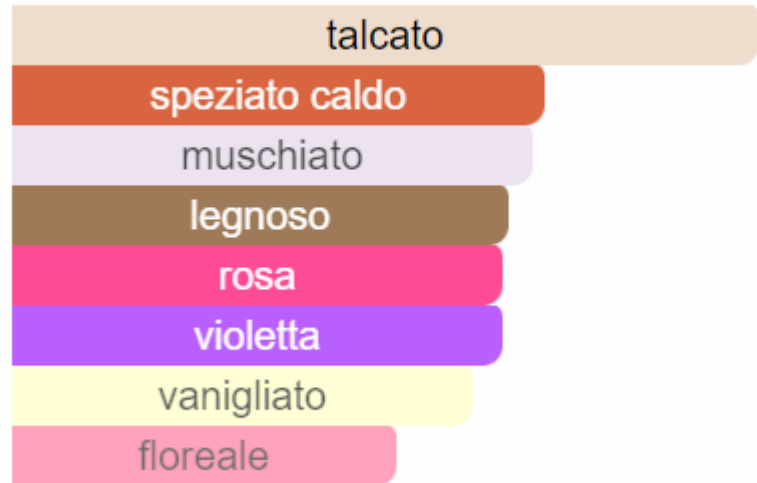 talcato
speziato caldo
muschiato
legnoso
rosa
violetta
vanigliato
floreale